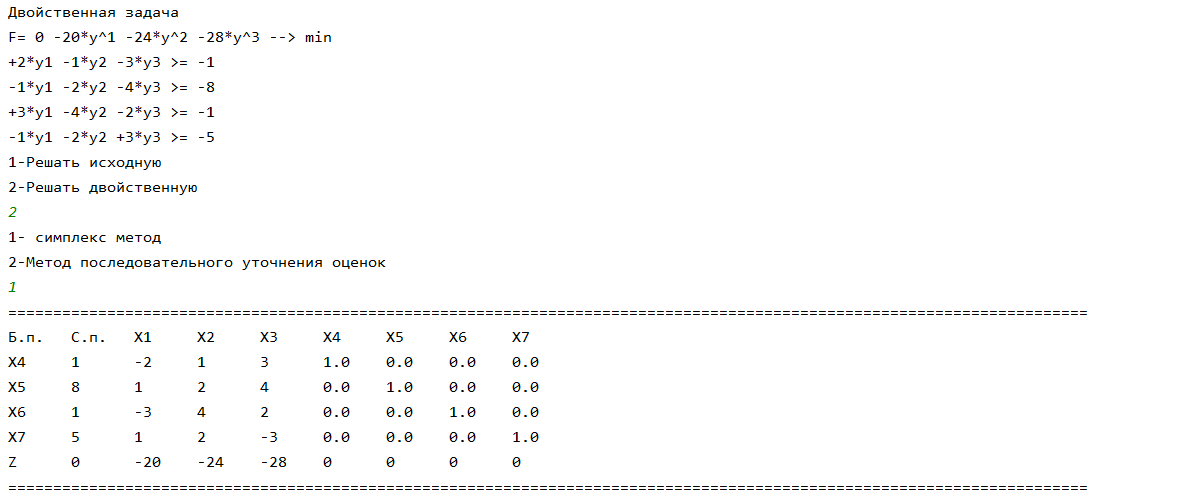 Двойственная задача
F= 0 -20*y^1 -24*y^2 -28*y^3 --> min
+2*y1 -1*y2 -3*y3 >= -1
-1*y1 -2*y2 -4*y3 >= -8
+3*y1 -4*y2 -2*y3 >= -1
-1*y1 -2*y2 +3*y3 >= -5
1-Решать исходную
2-Решать двойственную
2
1- симплекс метод
2-Метод последовательного уточнения оценок
1
========================================================================================================================
Б.п. С.п. X1 X2 X3 X4 X5 X6 X7
X4 1 -2 1 3 1.0 0.0 0.0 0.0
X5 8 1 2 4 0.0 1.0 0.0 0.0
X6 1 -3 4 2 0.0 0.0 1.0 0.0
X7 5 1 2 -3 0.0 0.0 0.0 1.0
Z 0 -20 -24 -28 0 0 0 0
========================================================================================================================